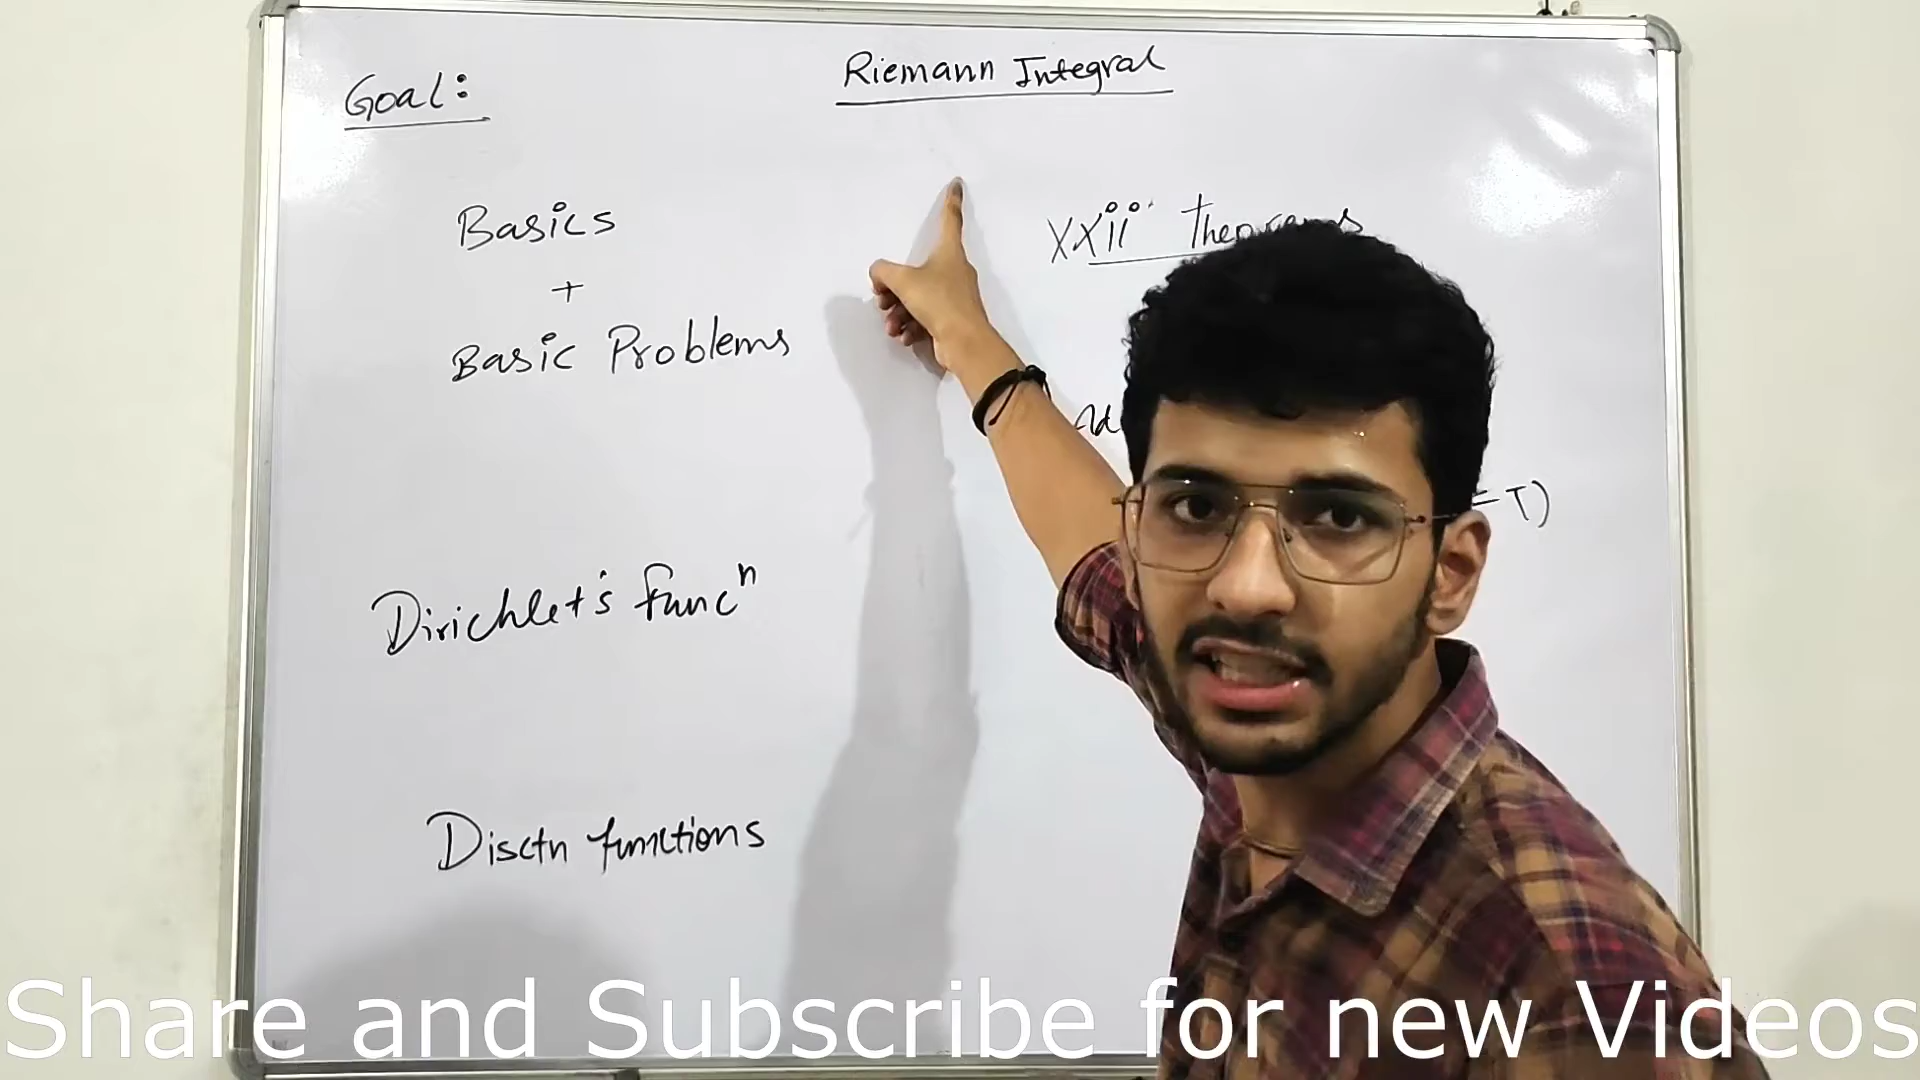 Goal:
Riemann Integral
Basics
+
Basic Problems
Dirichlet's funcⁿ
Disctn functions
XXii theorems
= T)
Share and Subscribe for new Videos